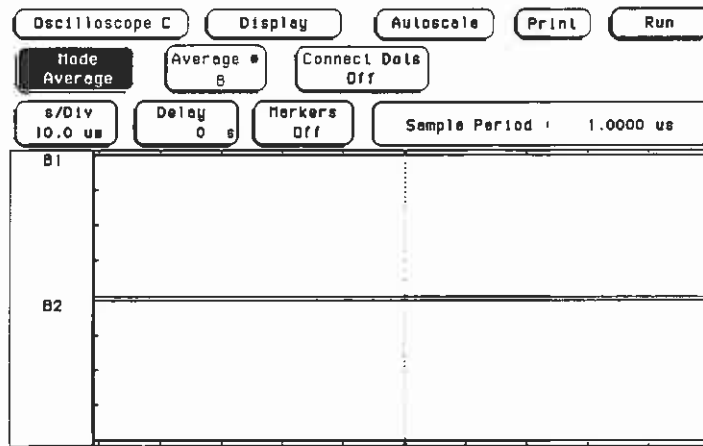 Oscilloscope C Display Autoscale Print Run
Mode Average # Connect Dots
Average 8 Off
s/Div Delay Markers Sample Period : 1.0000 us
10.0 us 0 s Off
B1
B2